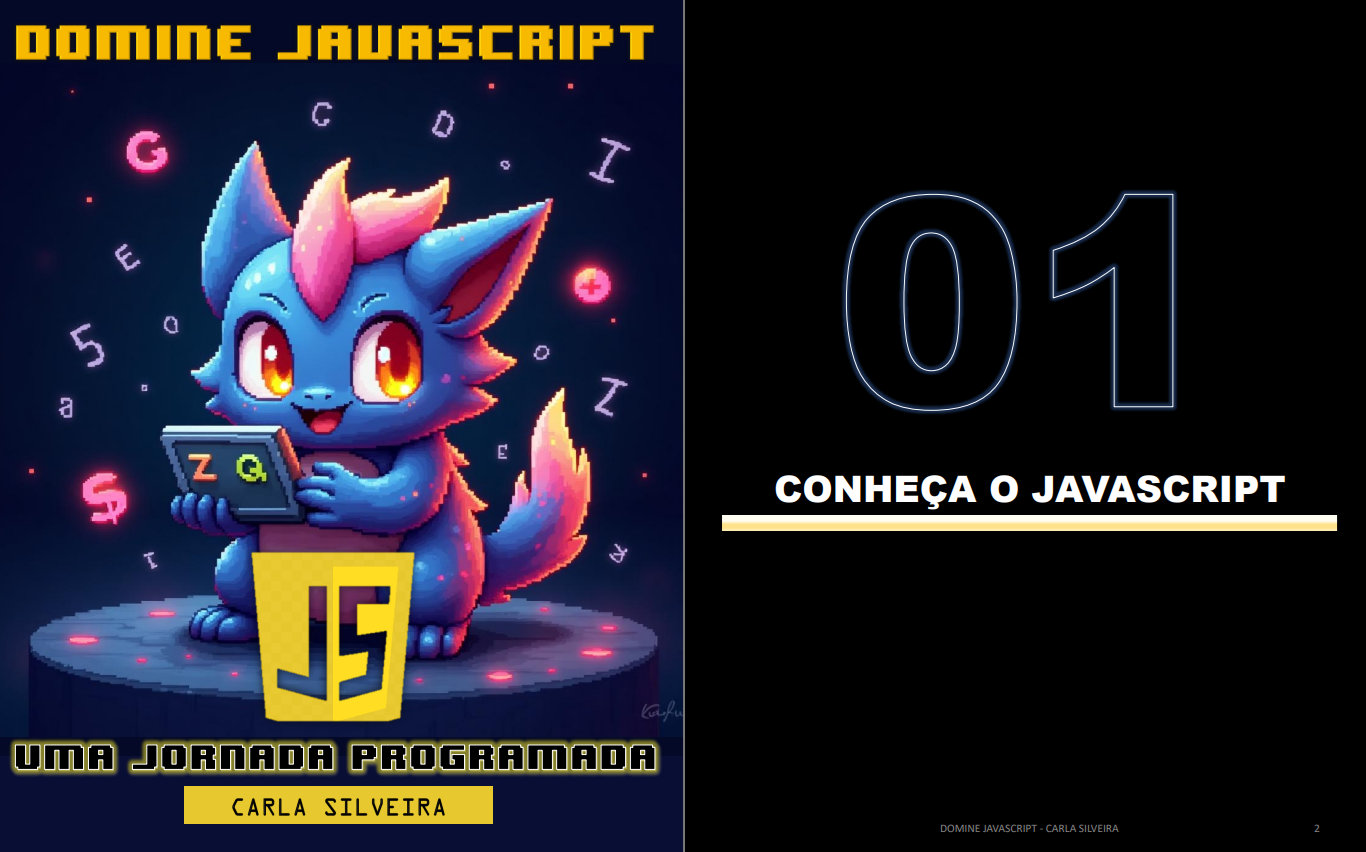 DOMINE JAVASCRIPT
C
D
G
I
E
5
a
Z
E
$
I
Z Q
JS
UMA JORNADA PROGRAMADA
CARLA SILVEIRA
01
CONHEÇA O JAVASCRIPT
DOMINE JAVASCRIPT - CARLA SILVEIRA 2